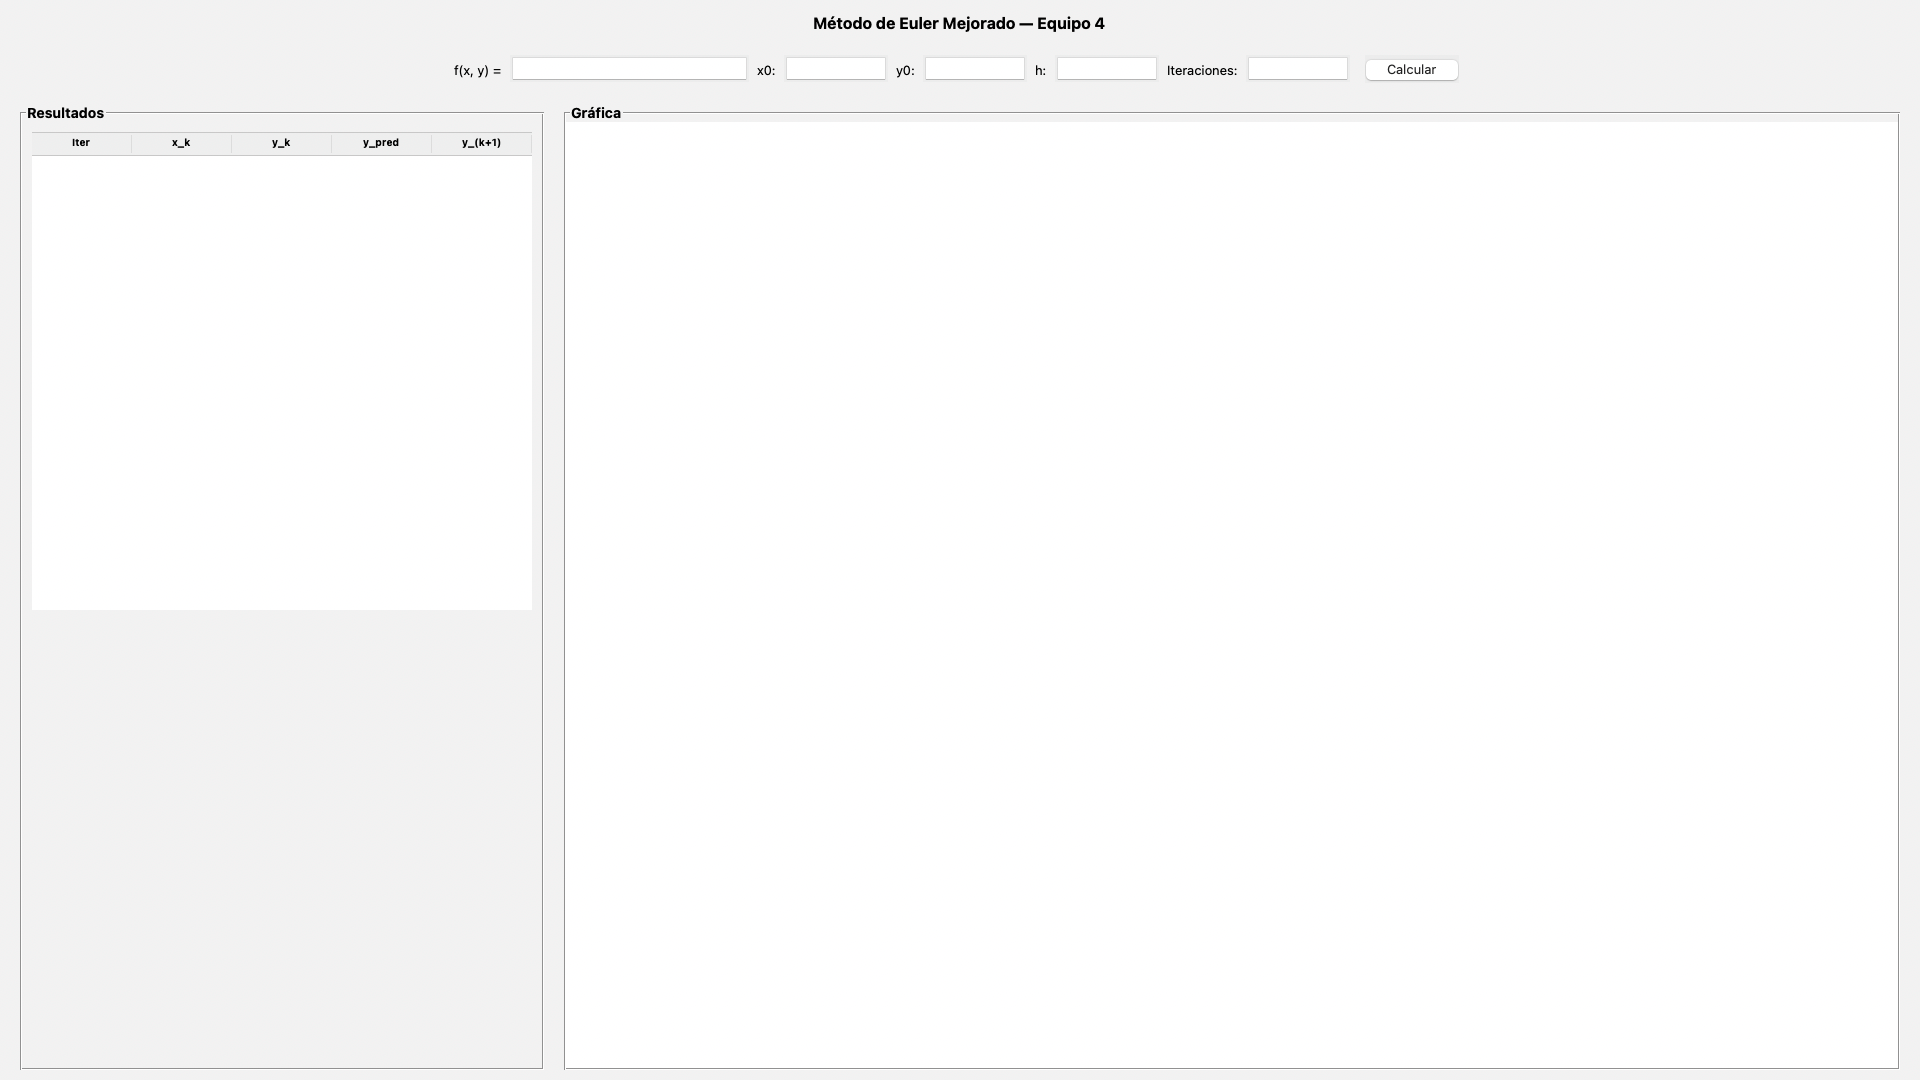 Método de Euler Mejorado — Equipo 4
f(x, y) = x0: y0: h: Iteraciones: Calcular
Resultados
Iter x_k y_k y_pred y_(k+1)
Gráfica